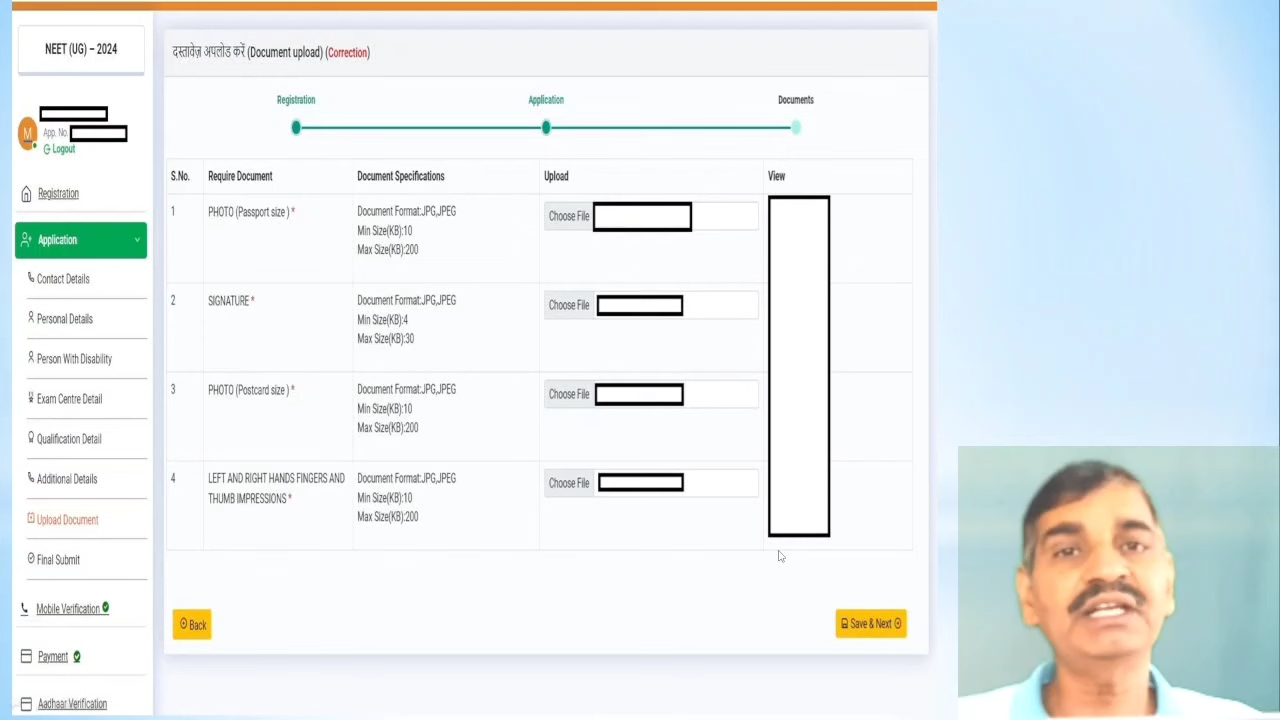 NEET (UG) – 2024
M
App. No.
Logout
Registration
Application
Contact Details
Personal Details
Person With Disability
Exam Centre Detail
Qualification Detail
Additional Details
Upload Document
Final Submit
Mobile Verification
Payment
Aadhaar Verification
दस्तावेज़ अपलोड करें (Document upload) (Correction)
Registration Application Documents
S.No. Require Document Document Specifications Upload View
1 PHOTO (Passport size ) * Document Format:JPG,JPEG Choose File
Min Size(KB):10
Max Size(KB):200
2 SIGNATURE * Document Format:JPG,JPEG Choose File
Min Size(KB):4
Max Size(KB):30
3 PHOTO (Postcard size ) * Document Format:JPG,JPEG Choose File
Min Size(KB):10
Max Size(KB):200
4 LEFT AND RIGHT HANDS FINGERS AND Document Format:JPG,JPEG Choose File
THUMB IMPRESSIONS * Min Size(KB):10
Max Size(KB):200
Back Save & Next